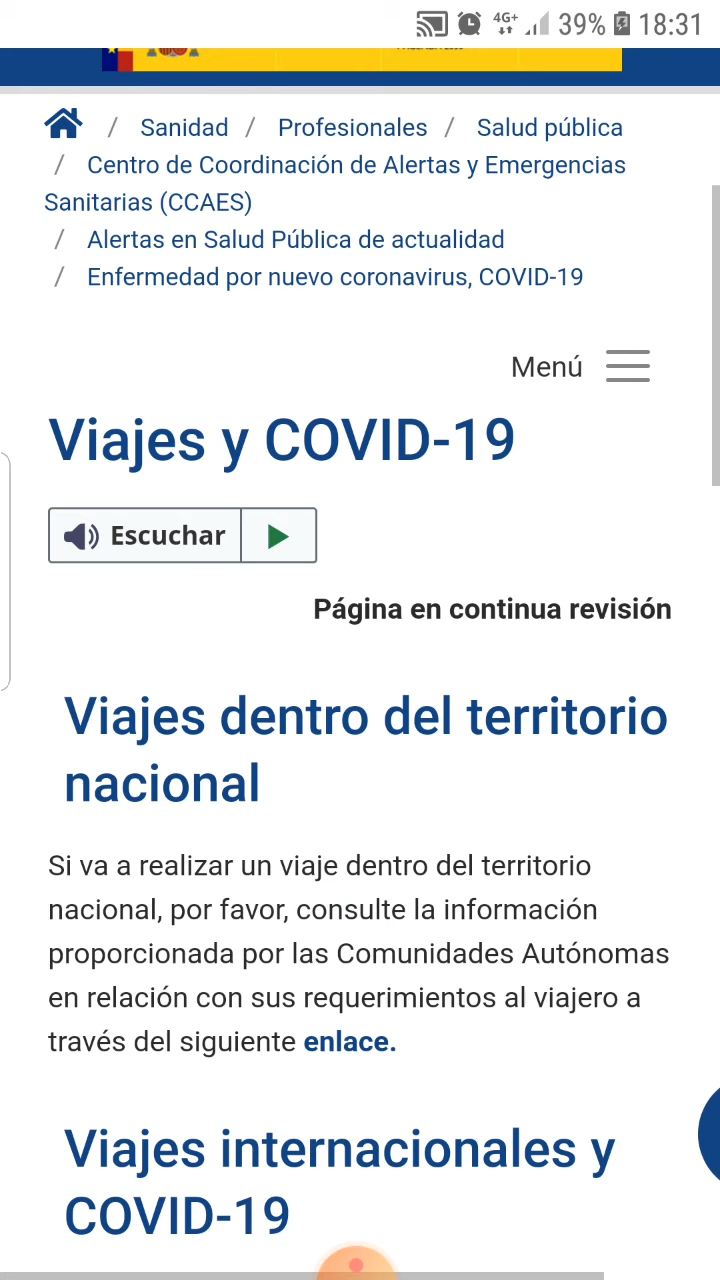 4G+ 39% 18:31
/ Sanidad / Profesionales / Salud pública
/ Centro de Coordinación de Alertas y Emergencias
Sanitarias (CCAES)
/ Alertas en Salud Pública de actualidad
/ Enfermedad por nuevo coronavirus, COVID-19
Menú
Viajes y COVID-19
Escuchar
Página en continua revisión
Viajes dentro del territorio
nacional
Si va a realizar un viaje dentro del territorio
nacional, por favor, consulte la información
proporcionada por las Comunidades Autónomas
en relación con sus requerimientos al viajero a
través del siguiente enlace.
Viajes internacionales y
COVID-19